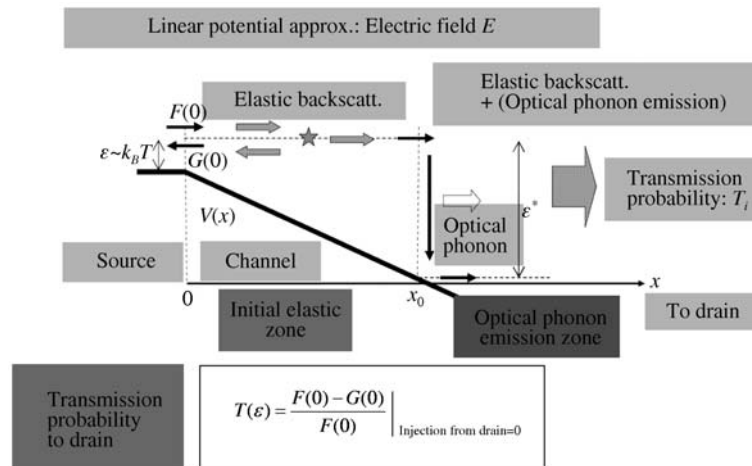 Linear potential approx.: Electric field E
Elastic backscatt.
Elastic backscatt.
+ (Optical phonon emission)
F(0)
G(0)
ε~k_BT
V(x)
ε*
Transmission
probability: T_i
Optical
phonon
Source
Channel
0
x_0
x
Initial elastic
zone
Optical phonon
emission zone
To drain
Transmission
probability
to drain
T(ε) = F(0) − G(0) / F(0) | Injection from drain=0